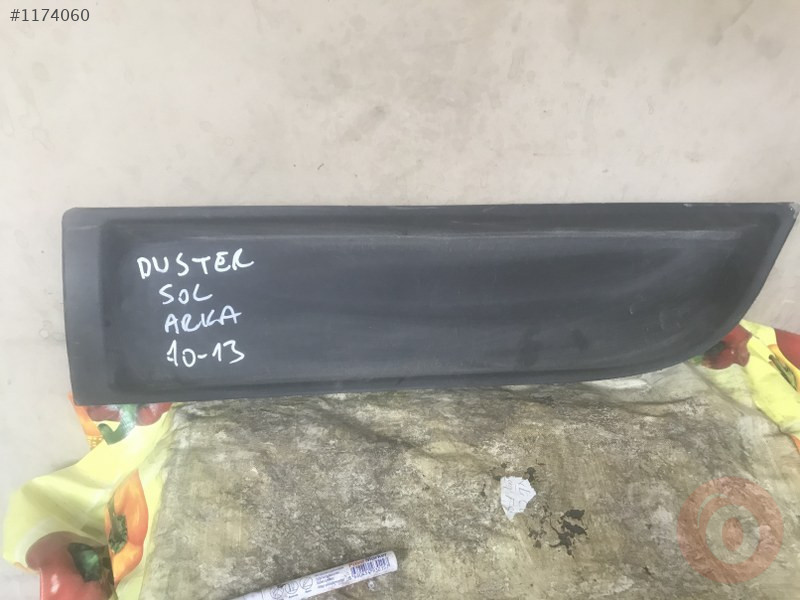 #1174060
DUSTER
SOL
ARKA
10-13